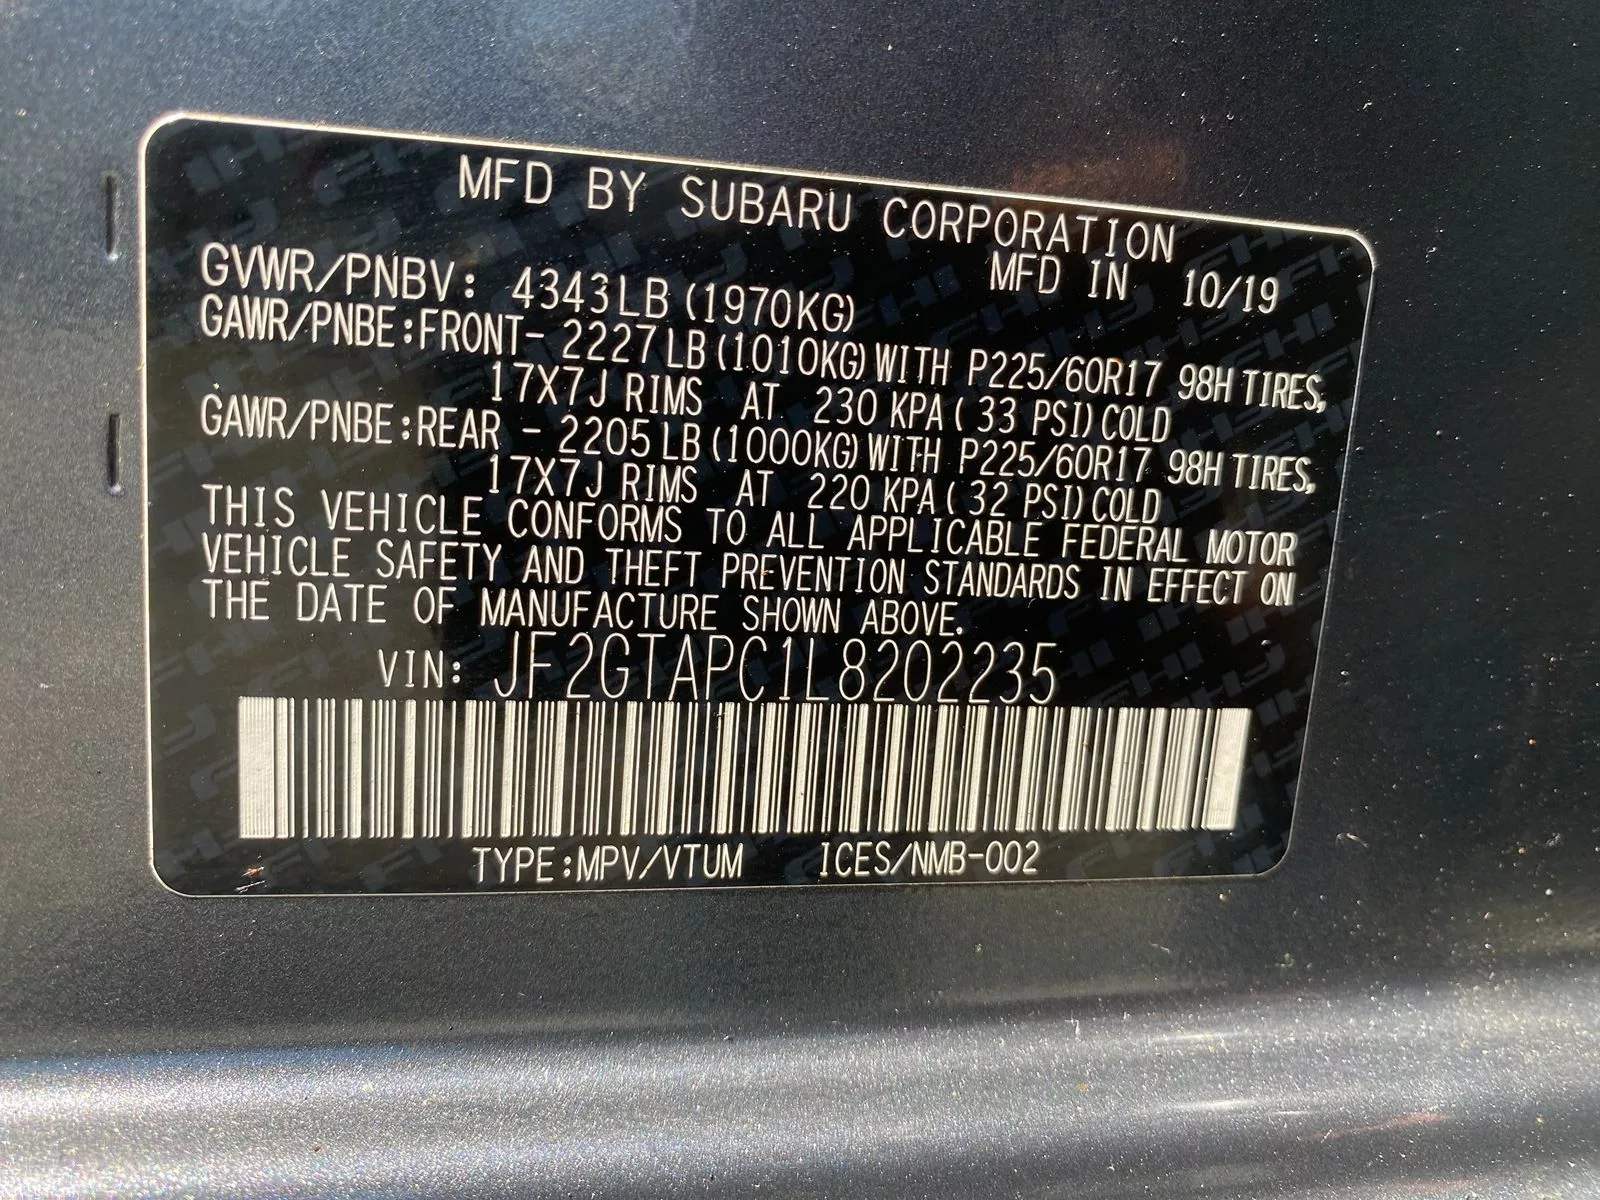 MFD BY SUBARU CORPORATION
MFD IN 10/19
GVWR/PNBV: 4343LB (1970KG)
GAWR/PNBE:FRONT- 2227LB (1010KG) WITH P225/60R17 98H TIRES,
17X7J RIMS AT 230 KPA ( 33 PSI) COLD
GAWR/PNBE:REAR - 2205LB (1000KG) WITH P225/60R17 98H TIRES,
17X7J RIMS AT 220 KPA ( 32 PSI) COLD
THIS VEHICLE CONFORMS TO ALL APPLICABLE FEDERAL MOTOR
VEHICLE SAFETY AND THEFT PREVENTION STANDARDS IN EFFECT ON
THE DATE OF MANUFACTURE SHOWN ABOVE.
VIN: JF2GTAPC1L8202235
TYPE:MPV/VTUM ICES/NMB-002